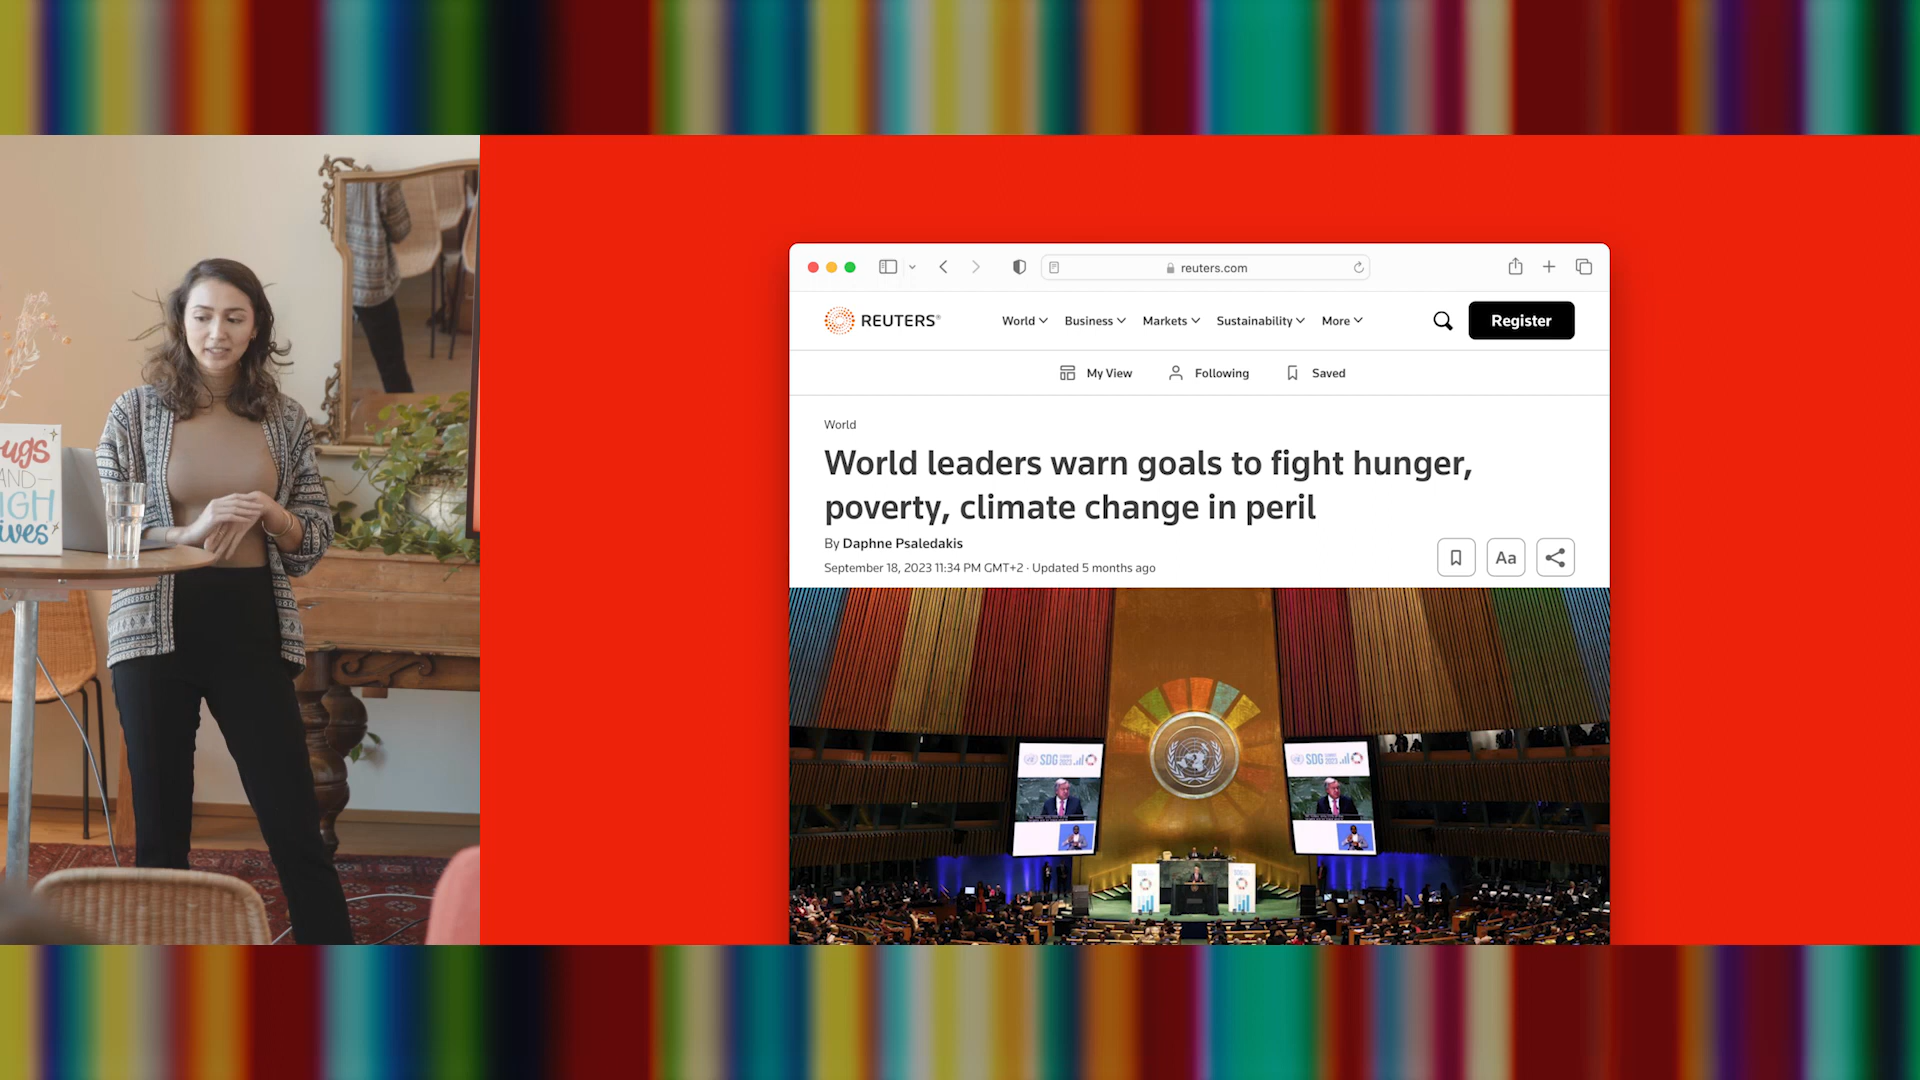 ugs
AND
IGH
ives
reuters.com
REUTERS
World
Business
Markets
Sustainability
More
Register
My View
Following
Saved
World
World leaders warn goals to fight hunger,
poverty, climate change in peril
By Daphne Psaledakis
September 18, 2023 11:34 PM GMT+2 · Updated 5 months ago
Aa
SDG
SDG